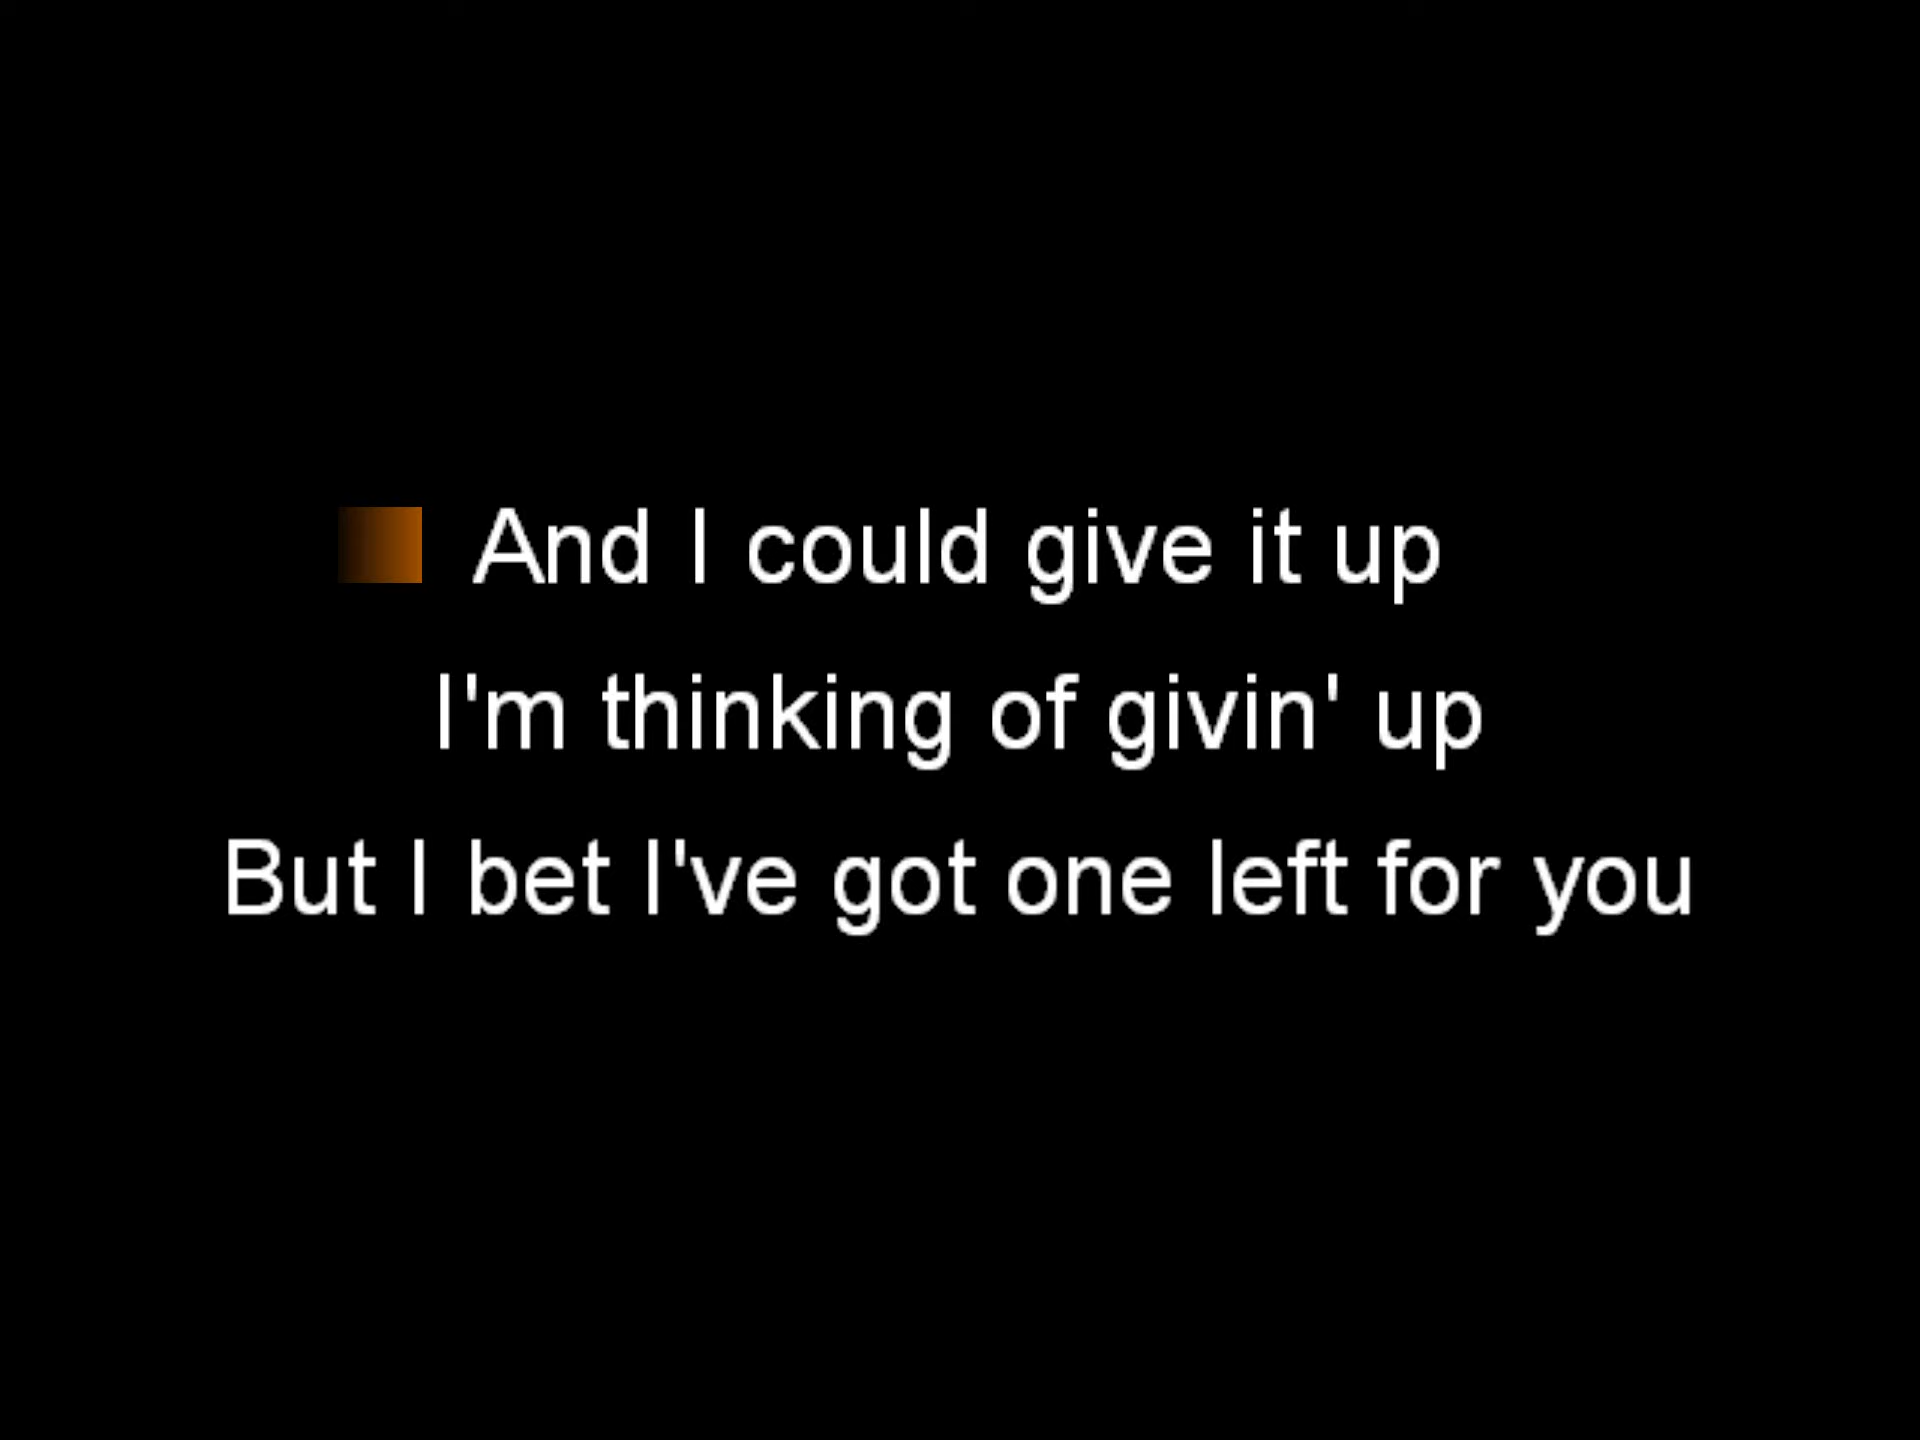 And I could give it up
I'm thinking of givin' up
But I bet I've got one left for you